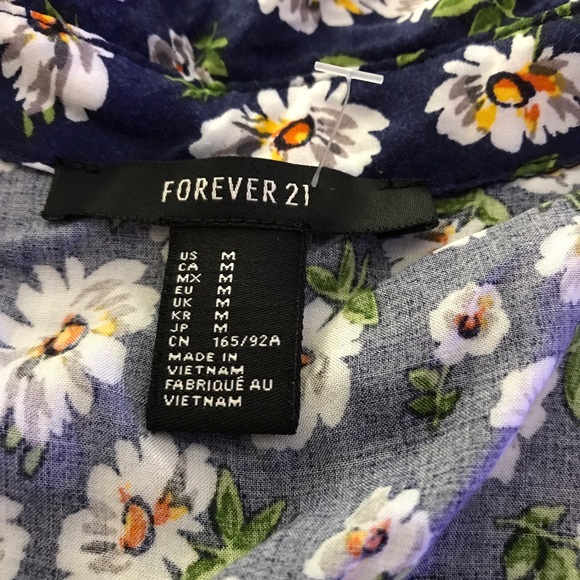 FOREVER 21
US M
CA M
MX M
EU M
UK M
KR M
JP M
CN 165/92A
MADE IN
VIETNAM
FABRIQUÉ AU
VIETNAM